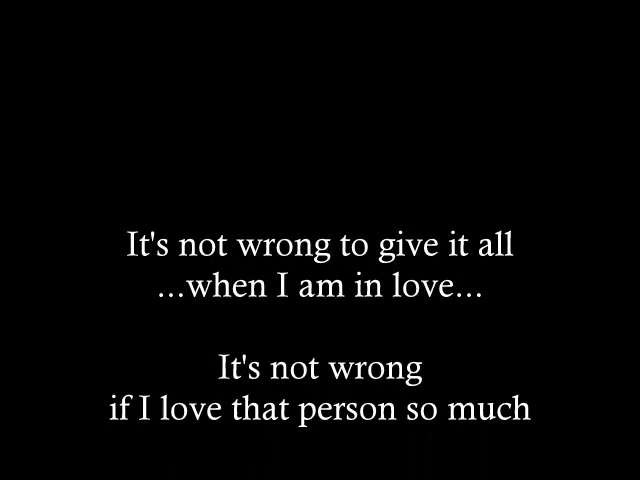 It's not wrong to give it all
...when I am in love...
It's not wrong
if I love that person so much